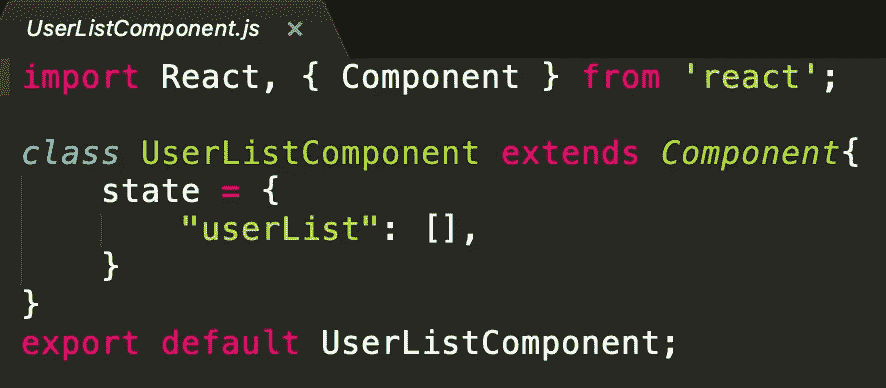 UserListComponent.js ×
import React, { Component } from 'react';
class UserListComponent extends Component{
state = {
"userList": [],
}
}
export default UserListComponent;